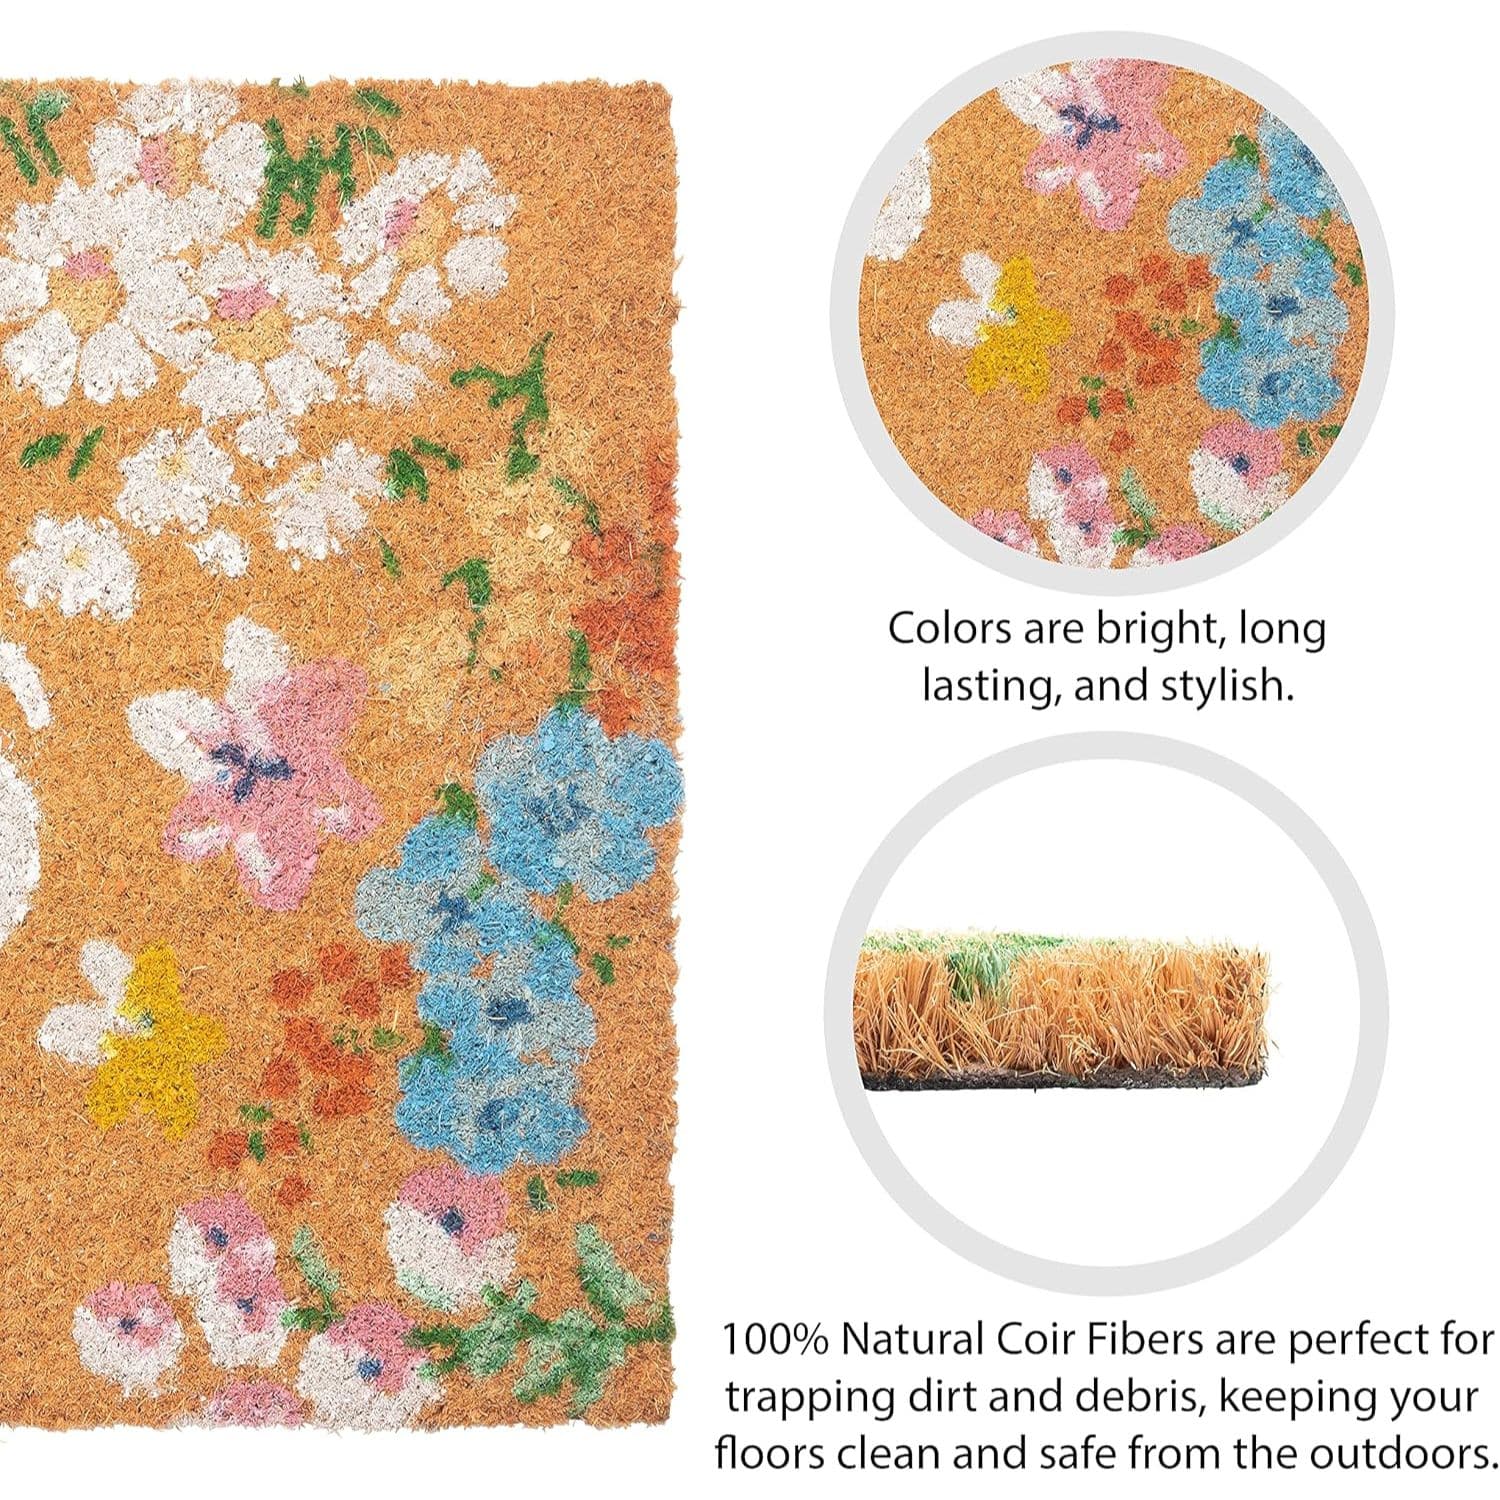 Colors are bright, long
lasting, and stylish.
100% Natural Coir Fibers are perfect for
trapping dirt and debris, keeping your
floors clean and safe from the outdoors.